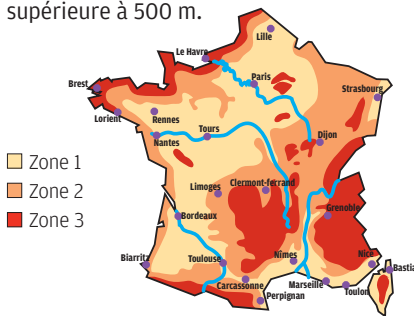 supérieure à 500 m.
Lille
Le Havre
Paris
Brest
Strasbourg
Lorient
Rennes
Nantes
Tours
Dijon
Zone 1
Zone 2
Zone 3
Limoges
Clermont-ferrand
Bordeaux
Grenoble
Biarritz
Toulouse
Nimes
Nice
Bastia
Carcassonne
Marseille
Toulon
Perpignan